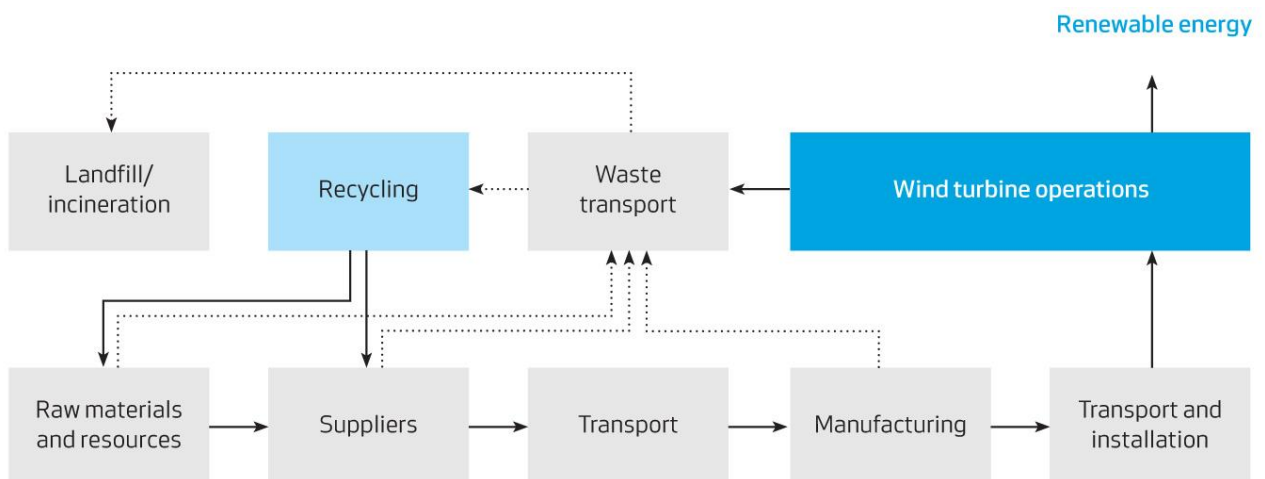 Renewable energy
Landfill/
incineration
Recycling
Waste
transport
Wind turbine operations
Raw materials
and resources
Suppliers
Transport
Manufacturing
Transport and
installation